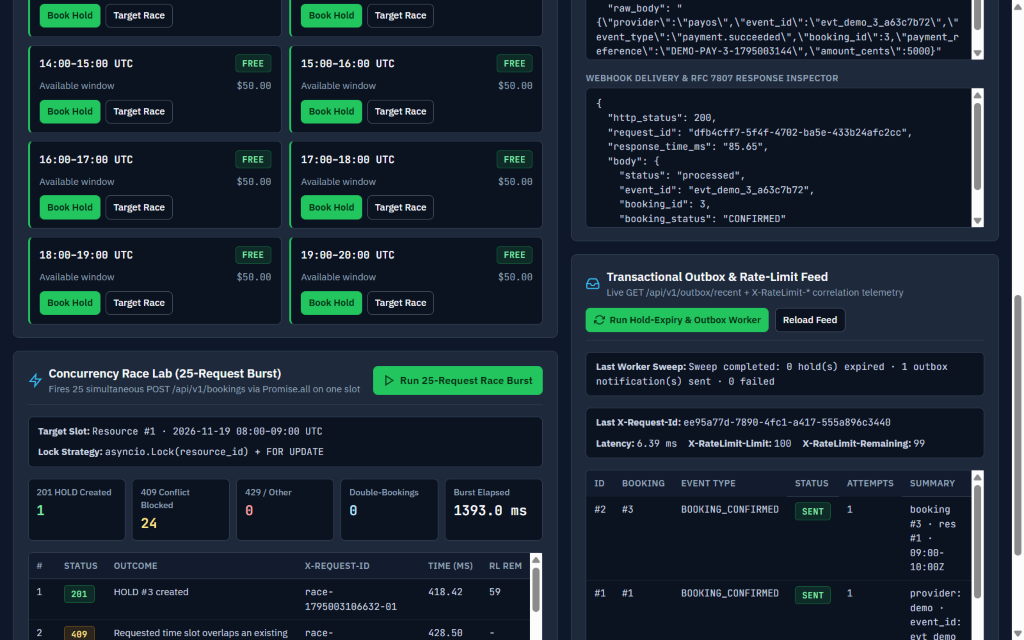 Book Hold
Target Race
Book Hold
Target Race
14:00–15:00 UTC
FREE
Available window
$50.00
Book Hold
Target Race
15:00–16:00 UTC
FREE
Available window
$50.00
Book Hold
Target Race
16:00–17:00 UTC
FREE
Available window
$50.00
Book Hold
Target Race
17:00–18:00 UTC
FREE
Available window
$50.00
Book Hold
Target Race
18:00–19:00 UTC
FREE
Available window
$50.00
Book Hold
Target Race
19:00–20:00 UTC
FREE
Available window
$50.00
Book Hold
Target Race
Concurrency Race Lab (25-Request Burst)
Fires 25 simultaneous POST /api/v1/bookings via Promise.all on one slot
Run 25-Request Race Burst
Target Slot: Resource #1 · 2026-11-19 08:00–09:00 UTC
Lock Strategy: asyncio.Lock(resource_id) + FOR UPDATE
201 HOLD Created
1
409 Conflict
Blocked
24
429 / Other
0
Double-Bookings
0
Burst Elapsed
1393.0 ms
# STATUS OUTCOME X-REQUEST-ID TIME (MS) RL REM
1 201 HOLD #3 created race- 418.42 59
1795003106632-01
2 409 Requested time slot overlaps an existing race- 428.50 -
"raw_body": "
{\"provider\":\"payos\",\"event_id\":\"evt_demo_3_a63c7b72\",\"
event_type\":\"payment.succeeded\",\"booking_id\":3,\"payment_r
eference\":\"DEMO-PAY-3-1795003144\",\"amount_cents\":5000}"
WEBHOOK DELIVERY & RFC 7807 RESPONSE INSPECTOR
{
"http_status": 200,
"request_id": "dfb4cff7-5f4f-4702-ba5e-433b24afc2cc",
"response_time_ms": "85.65",
"body": {
"status": "processed",
"event_id": "evt_demo_3_a63c7b72",
"booking_id": 3,
"booking_status": "CONFIRMED"
Transactional Outbox & Rate-Limit Feed
Live GET /api/v1/outbox/recent + X-RateLimit-* correlation telemetry
Run Hold-Expiry & Outbox Worker
Reload Feed
Last Worker Sweep: Sweep completed: 0 hold(s) expired · 1 outbox
notification(s) sent · 0 failed
Last X-Request-Id: ee95a77d-7890-4fc1-a417-555a896c3440
Latency: 6.39 ms X-RateLimit-Limit: 100 X-RateLimit-Remaining: 99
ID BOOKING EVENT TYPE STATUS ATTEMPTS SUMMARY
#2 #3 BOOKING_CONFIRMED SENT 1 booking
#3 · res
#1 ·
09:00–
10:00Z
#1 #1 BOOKING_CONFIRMED SENT 1 provider:
demo ·
event_id:
evt_demo